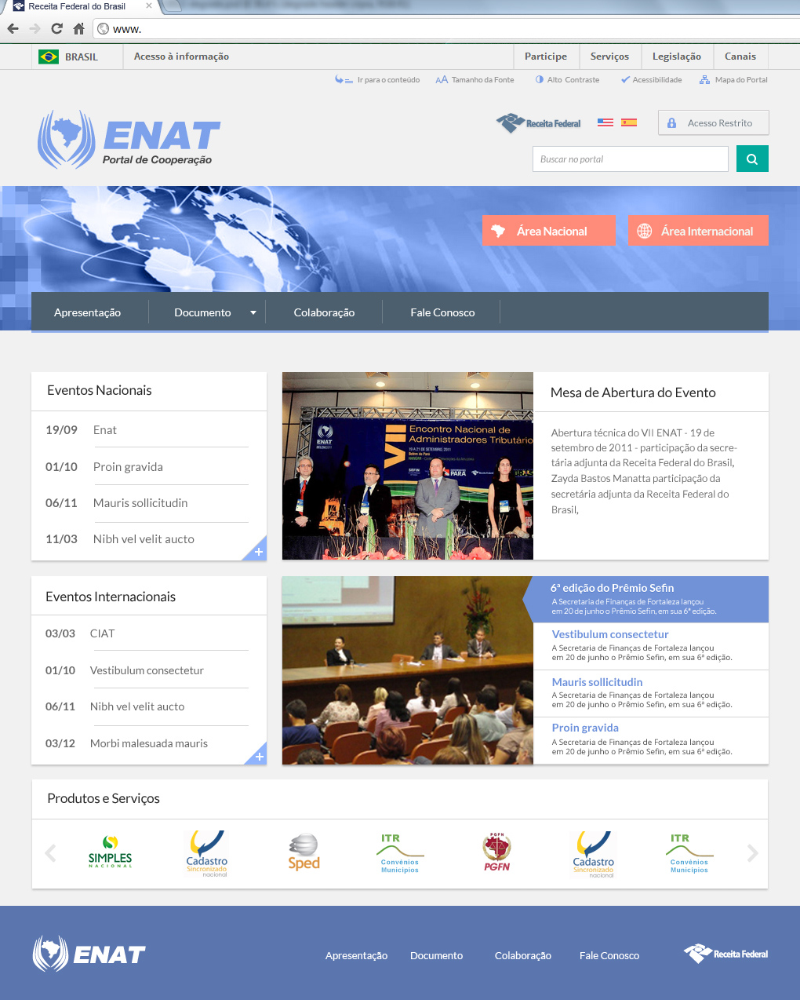 Receita Federal do Brasil
www.
BRASIL
Acesso à informação
Participe
Serviços
Legislação
Canais
Ir para o conteúdo
AA Tamanho da Fonte
Alto Contraste
Acessibilidade
Mapa do Portal
ENAT
Portal de Cooperação
Receita Federal
Acesso Restrito
Buscar no portal
Área Nacional
Área Internacional
Apresentação
Documento
Colaboração
Fale Conosco
Eventos Nacionais
19/09 Enat
01/10 Proin gravida
06/11 Mauris sollicitudin
11/03 Nibh vel velit aucto
ENAT
VII
Encontro Nacional de
Administradores Tributário
19 A 21 DE SETEMBRO, 2011
Belém do Pará
SEFIN
PARÁ
Receita Federal
Mesa de Abertura do Evento
Abertura técnica do VII ENAT - 19 de
setembro de 2011 - participação da secre-
tária adjunta da Receita Federal do Brasil,
Zayda Bastos Manatta participação da
secretária adjunta da Receita Federal do
Brasil,
Eventos Internacionais
03/03 CIAT
01/10 Vestibulum consectetur
06/11 Nibh vel velit aucto
03/12 Morbi malesuada mauris
6ª edição do Prêmio Sefin
A Secretaria de Finanças de Fortaleza lançou
em 20 de junho o Prêmio Sefin, em sua 6ª edição.
Vestibulum consectetur
A Secretaria de Finanças de Fortaleza lançou
em 20 de junho o Prêmio Sefin, em sua 6ª edição.
Mauris sollicitudin
A Secretaria de Finanças de Fortaleza lançou
em 20 de junho o Prêmio Sefin, em sua 6ª edição.
Proin gravida
A Secretaria de Finanças de Fortaleza lançou
em 20 de junho o Prêmio Sefin, em sua 6ª edição.
Produtos e Serviços
SIMPLES
NACIONAL
Cadastro
Sincronizado
nacional
Sped
ITR
Convênios
Municípios
PGFN
PGFN
Cadastro
Sincronizado
nacional
ITR
Convênios
Municípios
ENAT
Apresentação
Documento
Colaboração
Fale Conosco
Receita Federal